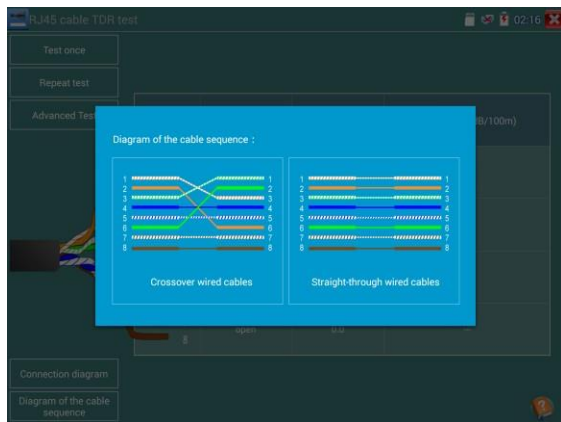 RJ45 cable TDR test
02:16
Test once
Repeat test
Advanced Test
B/100m)
Diagram of the cable sequence :
1 1
2 2
3 3
4 4
5 5
6 6
7 7
8 8
Crossover wired cables
1 1
2 2
3 3
4 4
5 5
6 6
7 7
8 8
Straight-through wired cables
8 open 0.0 --
Connection diagram
Diagram of the cable
sequence